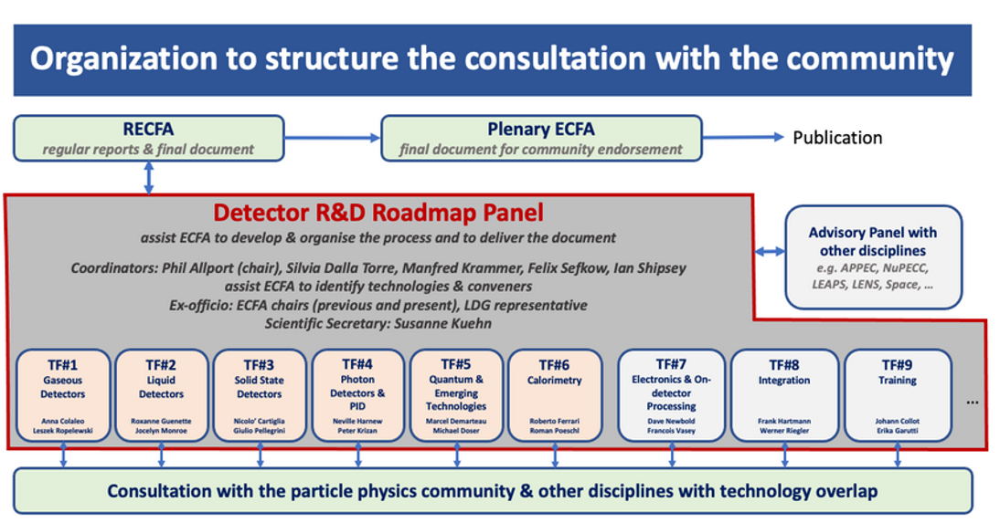 Organization to structure the consultation with the community
RECFA
regular reports & final document
Plenary ECFA
final document for community endorsement
Publication
Detector R&D Roadmap Panel
assist ECFA to develop & organise the process and to deliver the document
Coordinators: Phil Allport (chair), Silvia Dalla Torre, Manfred Krammer, Felix Sefkow, Ian Shipsey
assist ECFA to identify technologies & conveners
Ex-officio: ECFA chairs (previous and present), LDG representative
Scientific Secretary: Susanne Kuehn
Advisory Panel with
other disciplines
e.g. APPEC, NuPECC,
LEAPS, LENS, Space, ...
TF#1
Gaseous
Detectors
Anna Colaleo
Leszek Ropelewski
TF#2
Liquid
Detectors
Roxanne Guenette
Jocelyn Monroe
TF#3
Solid State
Detectors
Nicolo' Cartiglia
Giulio Pellegrini
TF#4
Photon
Detectors &
PID
Neville Harnew
Peter Krizan
TF#5
Quantum &
Emerging
Technologies
Marcel Demarteau
Michael Doser
TF#6
Calorimetry
Roberto Ferrari
Roman Poeschl
TF#7
Electronics & On-
detector
Processing
Dave Newbold
Francois Vasey
TF#8
Integration
Frank Hartmann
Werner Riegler
TF#9
Training
Johann Collot
Erika Garutti
...
Consultation with the particle physics community & other disciplines with technology overlap